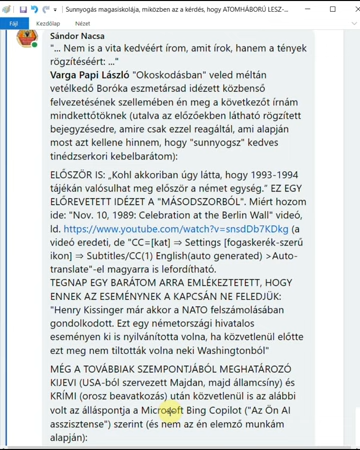 Sunnyogás magasiskolája, miközben az a kérdés, hogy ATOMHÁBORÚ LESZ-
Fájl Kezdőlap Nézet
Sándor Nacsa
"... Nem is a vita kedvéért írom, amit írok, hanem a tények
rögzítéséért: ..."
Varga Papi László "Okoskodásban" veled méltán
vetélkedő Boróka eszmetársad idézett közbenső
felvezetésének szellemében én meg a következőt írnám
mindkettőtöknek (utalva az előzőekben látható rögzített
bejegyzésedre, amire csak ezzel reagáltál, ami alapján
most azt kellene hinnem, hogy "sunnyogsz" kedves
tinédzserkori kebelbarátom):
ELŐSZÖR IS: „Kohl akkoriban úgy látta, hogy 1993-1994
tájékán valósulhat meg először a német egység." EZ EGY
ELŐREVETETT IDÉZET A "MÁSODSZORBÓL". Miért hozom
ide: "Nov. 10, 1989: Celebration at the Berlin Wall" videó,
ld. https://www.youtube.com/watch?v=snsdDb7KDkg (a
videó eredeti, de "CC=[kat] ⇒ Settings [fogaskerék-szerű
ikon] ⇒ Subtitles/CC(1) English(auto generated) >Auto-
translate"-el magyarra is lefordítható.
TEGNAP EGY BARÁTOM ARRA EMLÉKEZTETETT, HOGY
ENNEK AZ ESEMÉNYNEK A KAPCSÁN NE FELEDJÜK:
"Henry Kissinger már akkor a NATO felszámolásában
gondolkodott. Ezt egy németországi hivatalos
eseményen ki is nyilvánította volna, ha közvetlenül előtte
ezt meg nem tiltották volna neki Washingtonból"
MÉG A TOVÁBBIAK SZEMPONTJÁBÓL MEGHATÁROZÓ
KIJEVI (USA-ból szervezett Majdan, majd államcsíny) és
KRÍMI (orosz beavatkozás) után közvetlenül is az alábbi
volt az álláspontja a Microsoft Bing Copilot ("Az Ön AI
asszisztense") szerint (és nem az én elemző munkám
alapján):